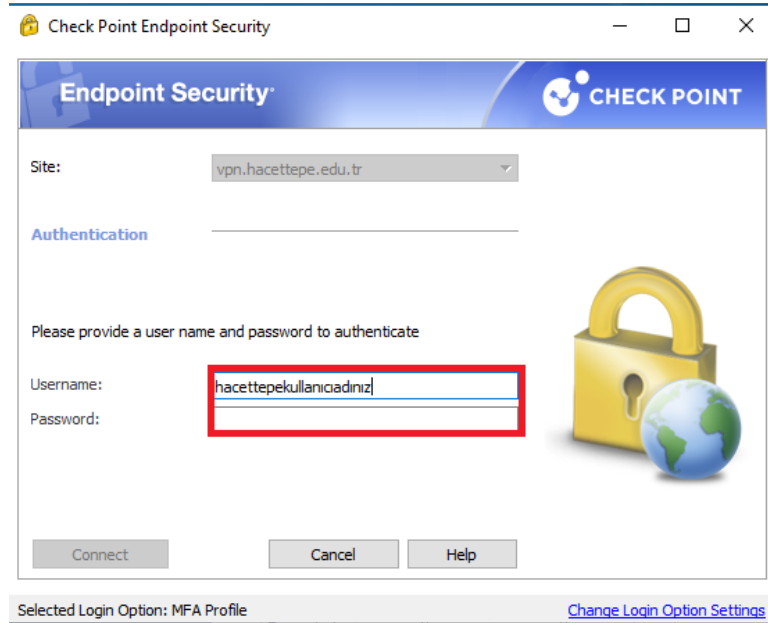 Check Point Endpoint Security
Endpoint Security
CHECK POINT
Site:
vpn.hacettepe.edu.tr
Authentication
Please provide a user name and password to authenticate
Username:
hacettepekullanıcıadınız
Password:
Connect
Cancel
Help
Selected Login Option: MFA Profile
Change Login Option Settings